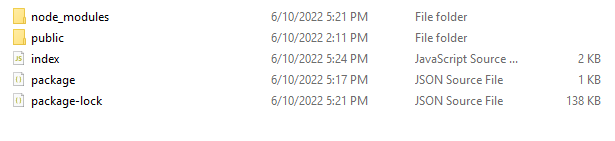 node_modules 6/10/2022 5:21 PM File folder
public 6/10/2022 2:11 PM File folder
index 6/10/2022 5:24 PM JavaScript Source ... 2 KB
package 6/10/2022 5:17 PM JSON Source File 1 KB
package-lock 6/10/2022 5:21 PM JSON Source File 138 KB